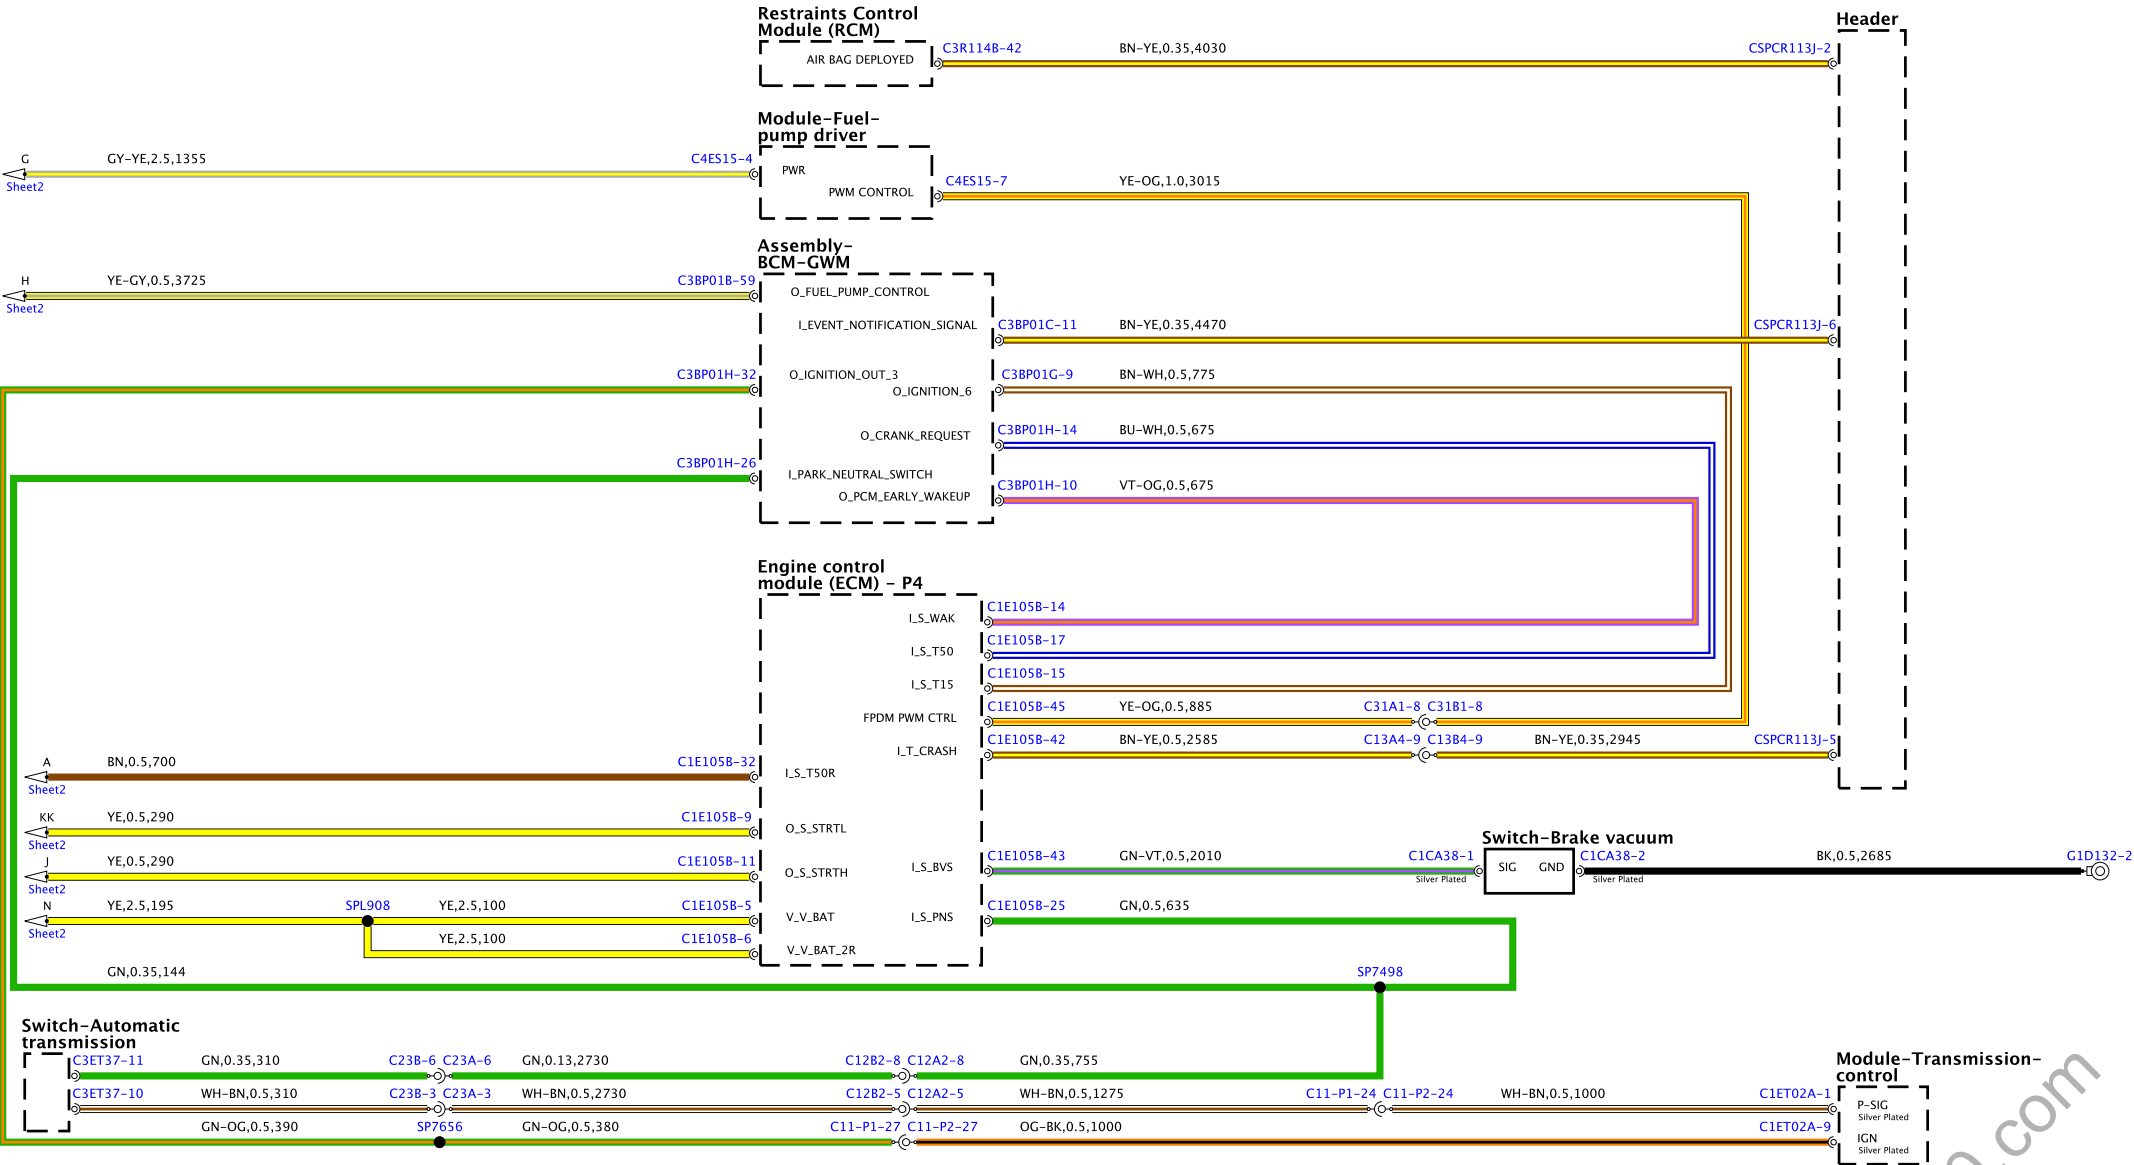 Restraints Control
Module (RCM)
Header
C3R114B-42
BN-YE,0.35,4030
CSPCR113J-2
AIR BAG DEPLOYED
Module-Fuel-
pump driver
G
GY-YE,2.5,1355
C4ES15-4
Sheet2
PWR
C4ES15-7
YE-OG,1.0,3015
PWM CONTROL
Assembly-
BCM-GWM
H
YE-GY,0.5,3725
C3BP01B-59
Sheet2
O_FUEL_PUMP_CONTROL
I_EVENT_NOTIFICATION_SIGNAL
C3BP01C-11
BN-YE,0.35,4470
CSPCR113J-6
C3BP01H-32
O_IGNITION_OUT_3
C3BP01G-9
BN-WH,0.5,775
O_IGNITION_6
O_CRANK_REQUEST
C3BP01H-14
BU-WH,0.5,675
C3BP01H-26
I_PARK_NEUTRAL_SWITCH
C3BP01H-10
VT-OG,0.5,675
O_PCM_EARLY_WAKEUP
Engine control
module (ECM) - P4
C1E105B-14
I_S_WAK
C1E105B-17
I_S_T50
C1E105B-15
I_S_T15
C1E105B-45
YE-OG,0.5,885
C31A1-8 C31B1-8
FPDM PWM CTRL
C1E105B-42
BN-YE,0.5,2585
C13A4-9 C13B4-9
BN-YE,0.35,2945
CSPCR113J-5
I_T_CRASH
A
BN,0.5,700
C1E105B-32
Sheet2
I_S_T50R
KK
YE,0.5,290
C1E105B-9
Sheet2
O_S_STRTL
Switch-Brake vacuum
J
YE,0.5,290
C1E105B-11
Sheet2
O_S_STRTH
I_S_BVS
C1E105B-43
GN-VT,0.5,2010
C1CA38-1
Silver Plated
SIG GND
C1CA38-2
Silver Plated
BK,0.5,2685
G1D132-2
N
YE,2.5,195
SPL908
YE,2.5,100
C1E105B-5
Sheet2
V_V_BAT
I_S_PNS
C1E105B-25
GN,0.5,635
YE,2.5,100
C1E105B-6
V_V_BAT_2R
GN,0.35,144
SP7498
Switch-Automatic
transmission
C3ET37-11
GN,0.35,310
C23B-6 C23A-6
GN,0.13,2730
C12B2-8 C12A2-8
GN,0.35,755
Module-Transmission-
control
C3ET37-10
WH-BN,0.5,310
C23B-3 C23A-3
WH-BN,0.5,2730
C12B2-5 C12A2-5
WH-BN,0.5,1275
C11-P1-24 C11-P2-24
WH-BN,0.5,1000
C1ET02A-1
P-SIG
Silver Plated
GN-OG,0.5,390
SP7656
GN-OG,0.5,380
C11-P1-27 C11-P2-27
OG-BK,0.5,1000
C1ET02A-9
IGN
Silver Plated